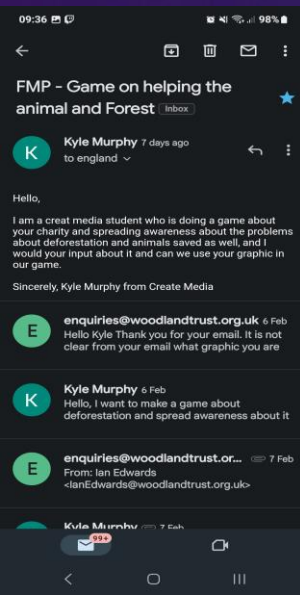 09:36 98%
FMP - Game on helping the
animal and Forest Inbox
K
Kyle Murphy 7 days ago
to england
Hello,
I am a creat media student who is doing a game about
your charity and spreading awareness about the problems
about deforestation and animals saved as well, and I
would your input about it and can we use your graphic in
our game.
Sincerely, Kyle Murphy from Create Media
E
enquiries@woodlandtrust.org.uk 6 Feb
Hello Kyle Thank you for your email. It is not
clear from your email what graphic you are
K
Kyle Murphy 6 Feb
Hello, I want to make a game about
deforestation and spread awareness about it
E
enquiries@woodlandtrust.or... 7 Feb
From: Ian Edwards
<IanEdwards@woodlandtrust.org.uk>
Kyle Murphy 7 Feb
99+